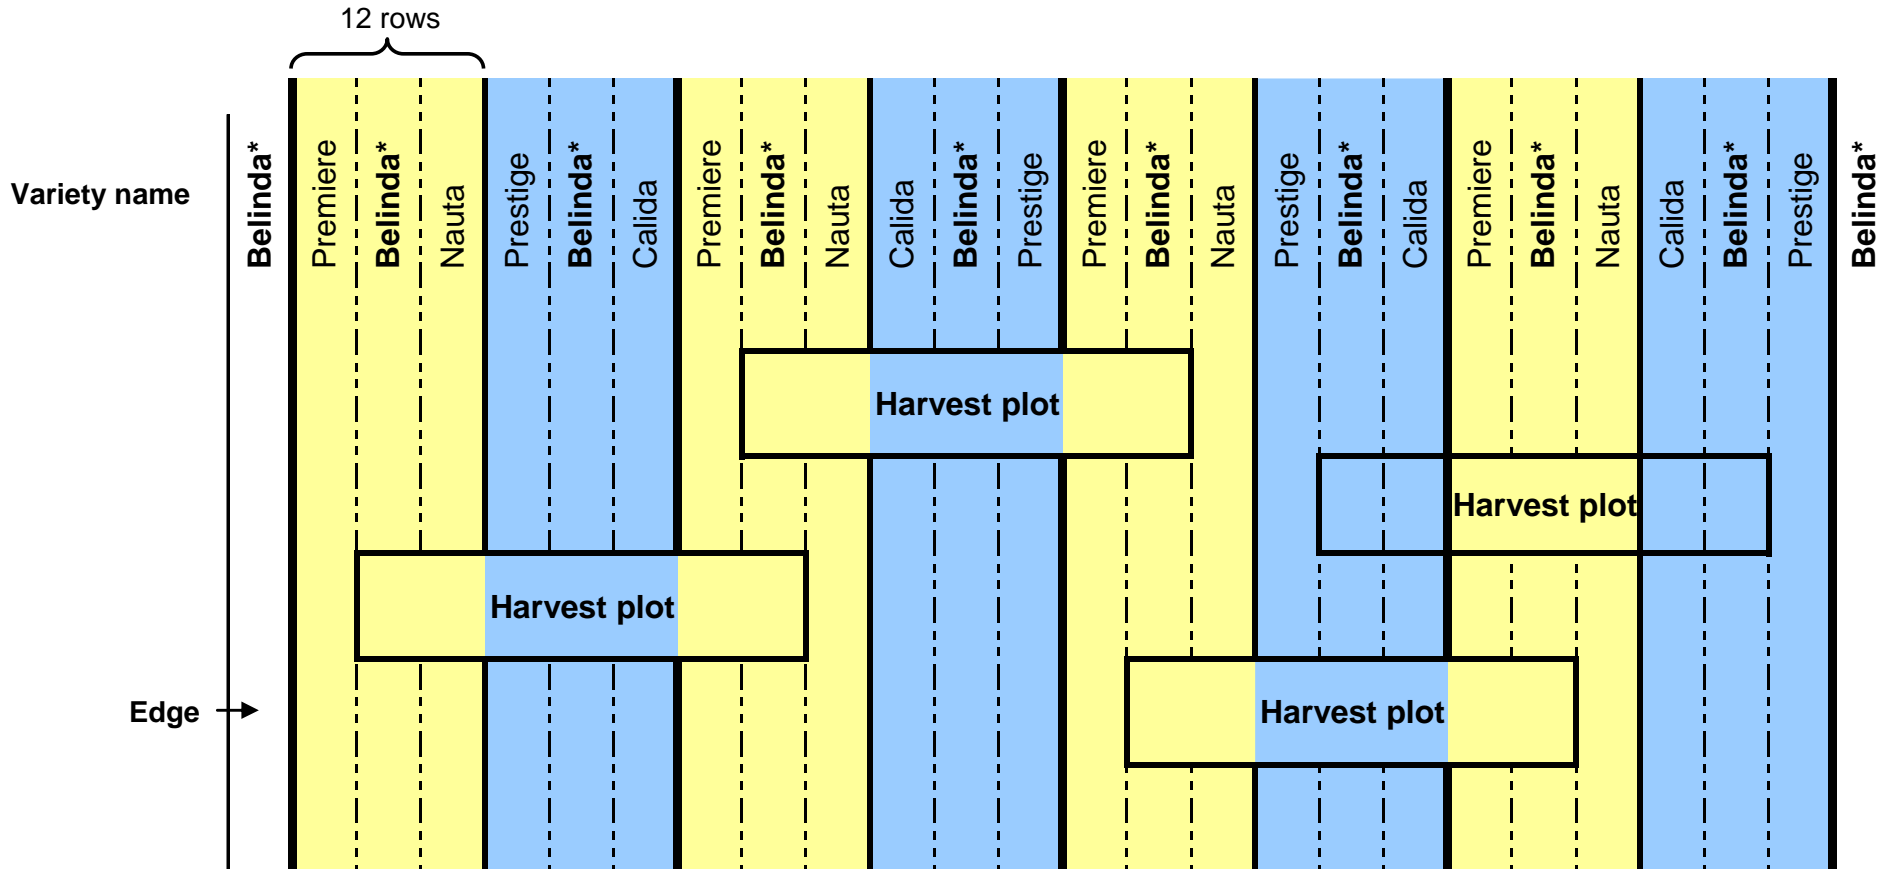 12 rows
Variety name
Belinda*
Premiere
Belinda*
Nauta
Prestige
Belinda*
Calida
Premiere
Belinda*
Nauta
Calida
Belinda*
Prestige
Premiere
Belinda*
Nauta
Prestige
Belinda*
Calida
Premiere
Belinda*
Nauta
Calida
Belinda*
Prestige
Belinda*
Harvest plot
Harvest plot
Harvest plot
Edge
Harvest plot